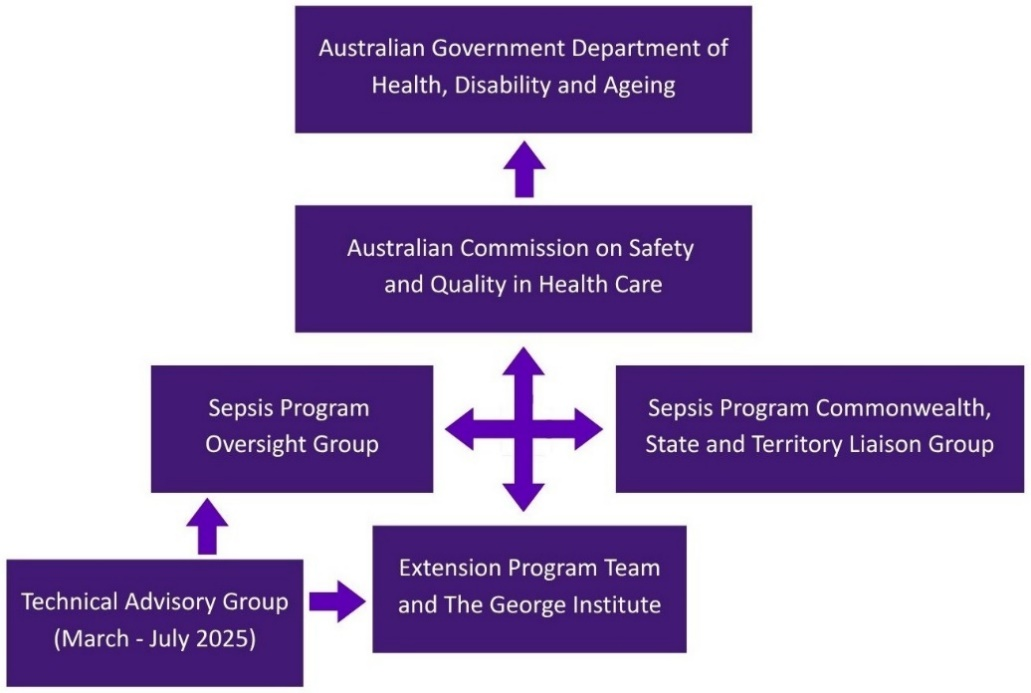 Australian Government Department of
Health, Disability and Ageing
Australian Commission on Safety
and Quality in Health Care
Sepsis Program
Oversight Group
Sepsis Program Commonwealth,
State and Territory Liaison Group
Extension Program Team
and The George Institute
Technical Advisory Group
(March - July 2025)